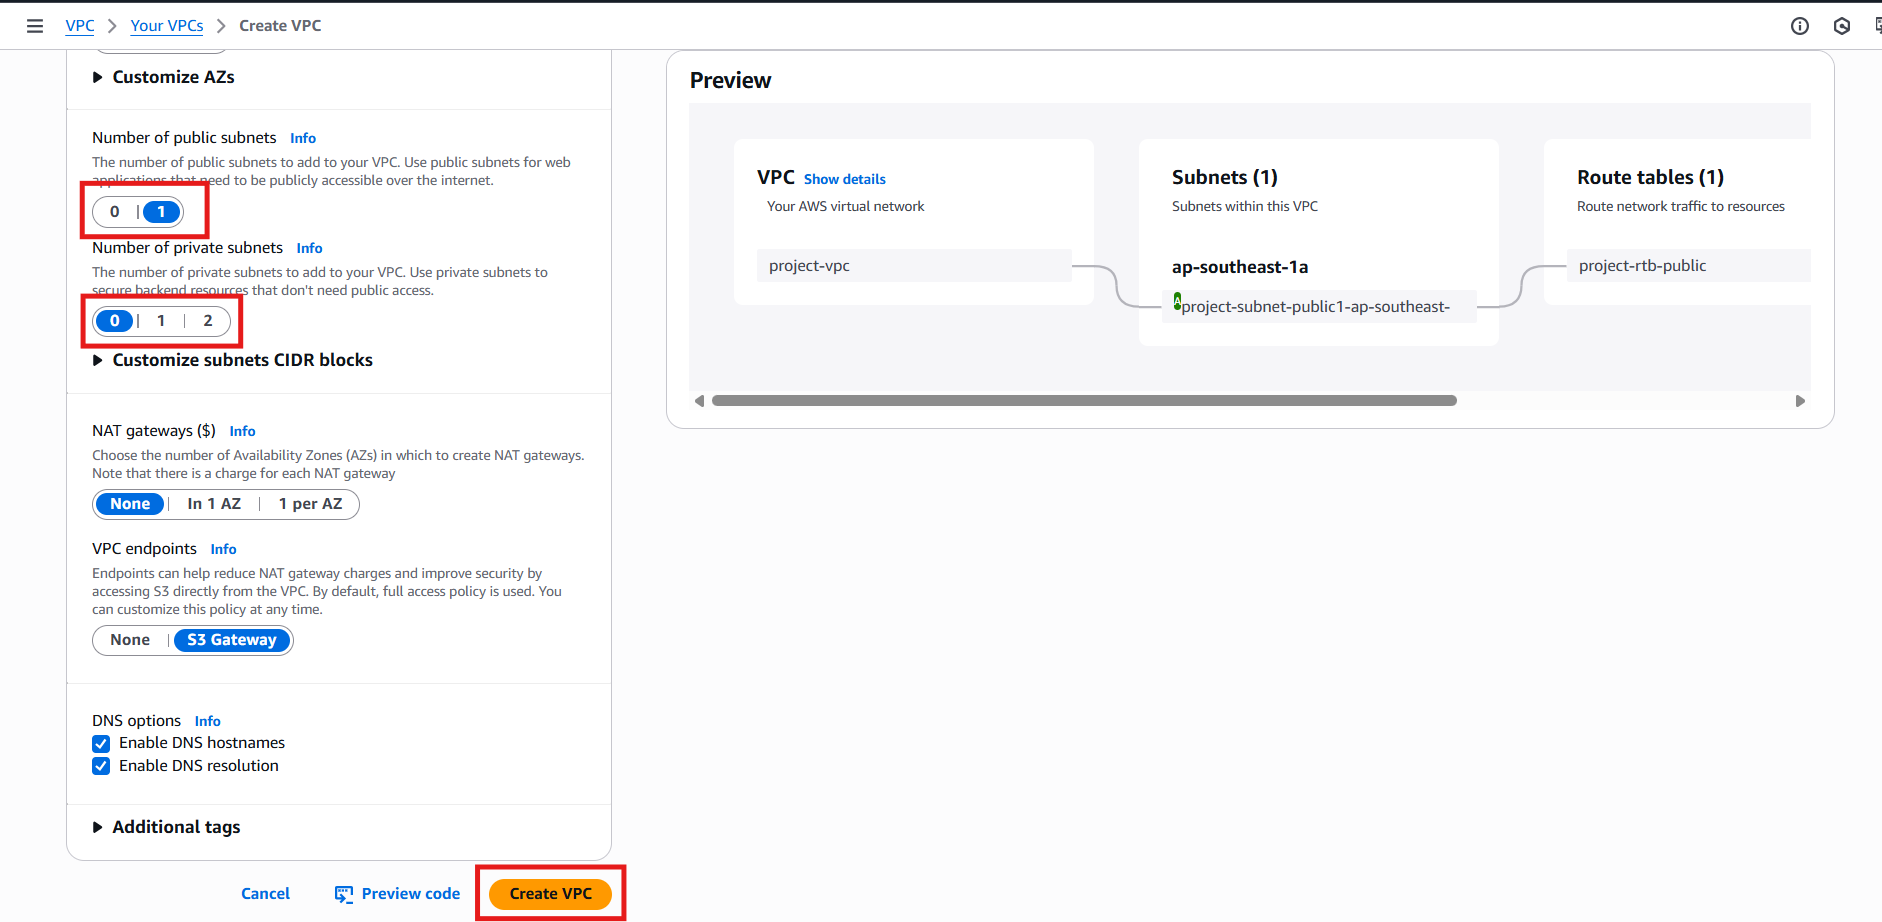 VPC > Your VPCs > Create VPC
Customize AZs
Number of public subnets Info
The number of public subnets to add to your VPC. Use public subnets for web
applications that need to be publicly accessible over the internet.
0 | 1
Number of private subnets Info
The number of private subnets to add to your VPC. Use private subnets to
secure backend resources that don't need public access.
0 | 1 | 2
Customize subnets CIDR blocks
NAT gateways ($) Info
Choose the number of Availability Zones (AZs) in which to create NAT gateways.
Note that there is a charge for each NAT gateway
None | In 1 AZ | 1 per AZ
VPC endpoints Info
Endpoints can help reduce NAT gateway charges and improve security by
accessing S3 directly from the VPC. By default, full access policy is used. You
can customize this policy at any time.
None | S3 Gateway
DNS options Info
Enable DNS hostnames
Enable DNS resolution
Additional tags
Cancel Preview code Create VPC
Preview
VPC Show details
Your AWS virtual network
project-vpc
Subnets (1)
Subnets within this VPC
ap-southeast-1a
A project-subnet-public1-ap-southeast-
Route tables (1)
Route network traffic to resources
project-rtb-public